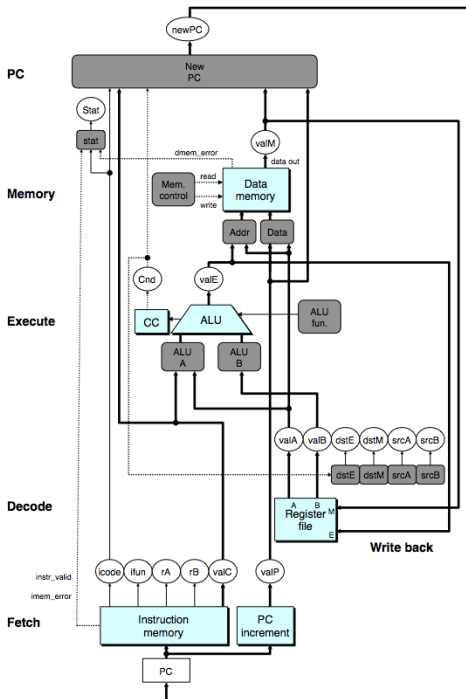 newPC
PC
New
PC
Stat
stat
valM
data out
dmem_error
Memory
Mem.
control
read
write
Data
memory
Addr
Data
Cnd
valE
Execute
CC
ALU
ALU
fun.
ALU
A
ALU
B
valA
valB
dstE
dstM
srcA
srcB
dstE
dstM
srcA
srcB
Decode
A
B
M
Register
file
E
Write back
instr_valid
imem_error
icode
ifun
rA
rB
valC
valP
Fetch
Instruction
memory
PC
increment
PC